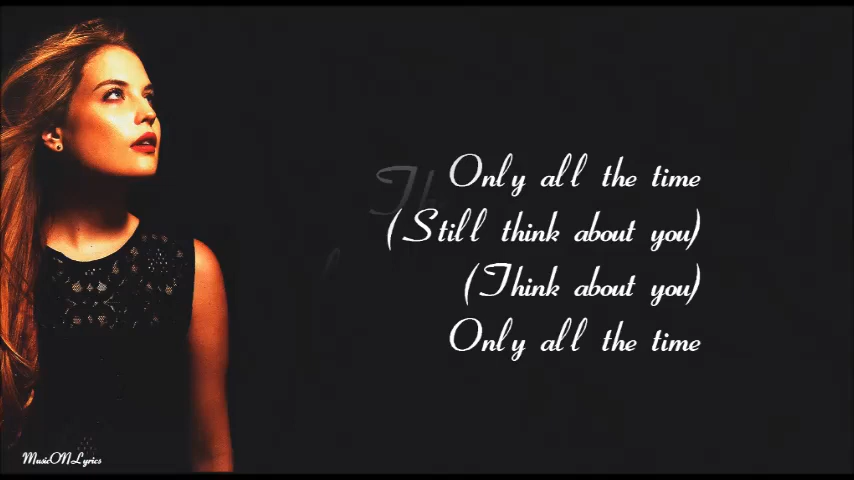 Only all the time
(Still think about you)
(Think about you)
Only all the time
MusicONLyrics